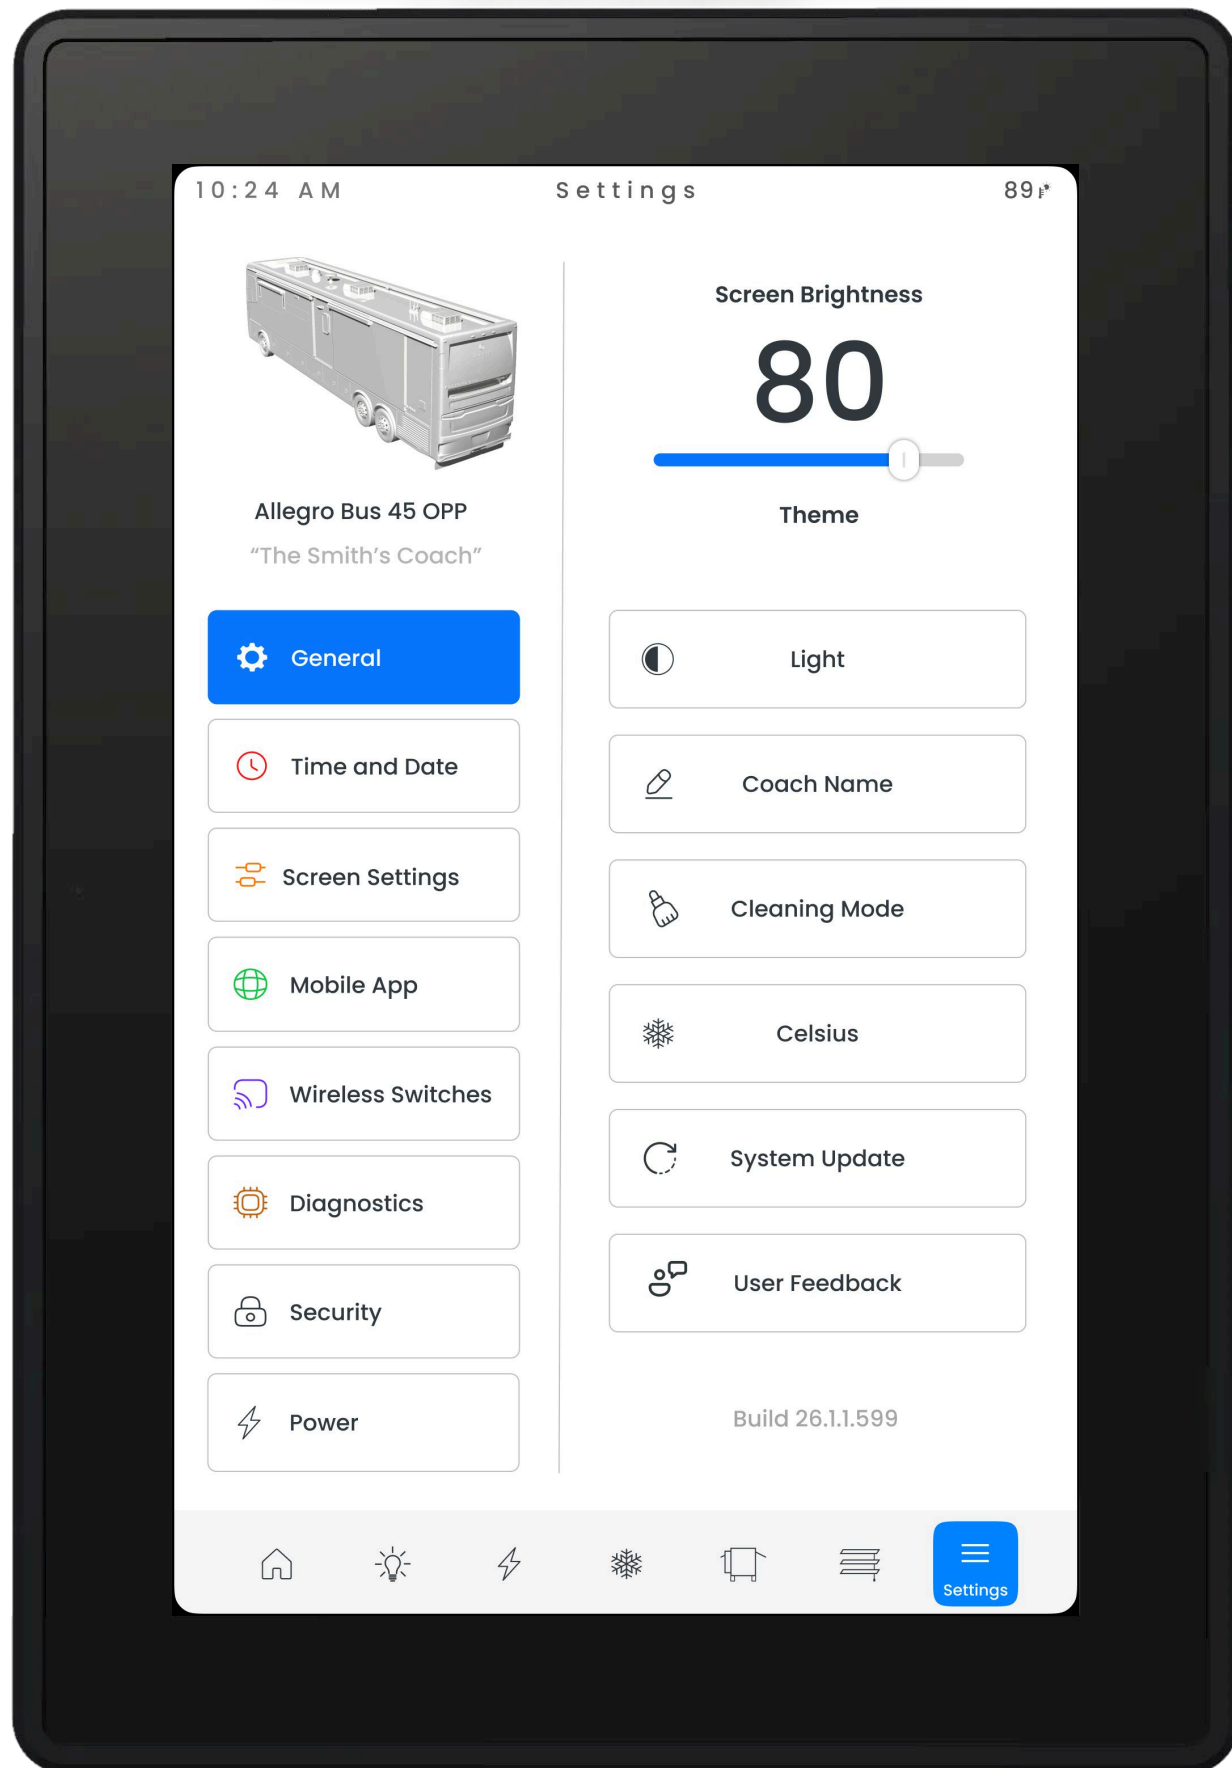 10:24 AM
Settings
89
Allegro Bus 45 OPP
“The Smith’s Coach”
General
Time and Date
Screen Settings
Mobile App
Wireless Switches
Diagnostics
Security
Power
Screen Brightness
80
Theme
Light
Coach Name
Cleaning Mode
Celsius
System Update
User Feedback
Build 26.1.1.599
Settings